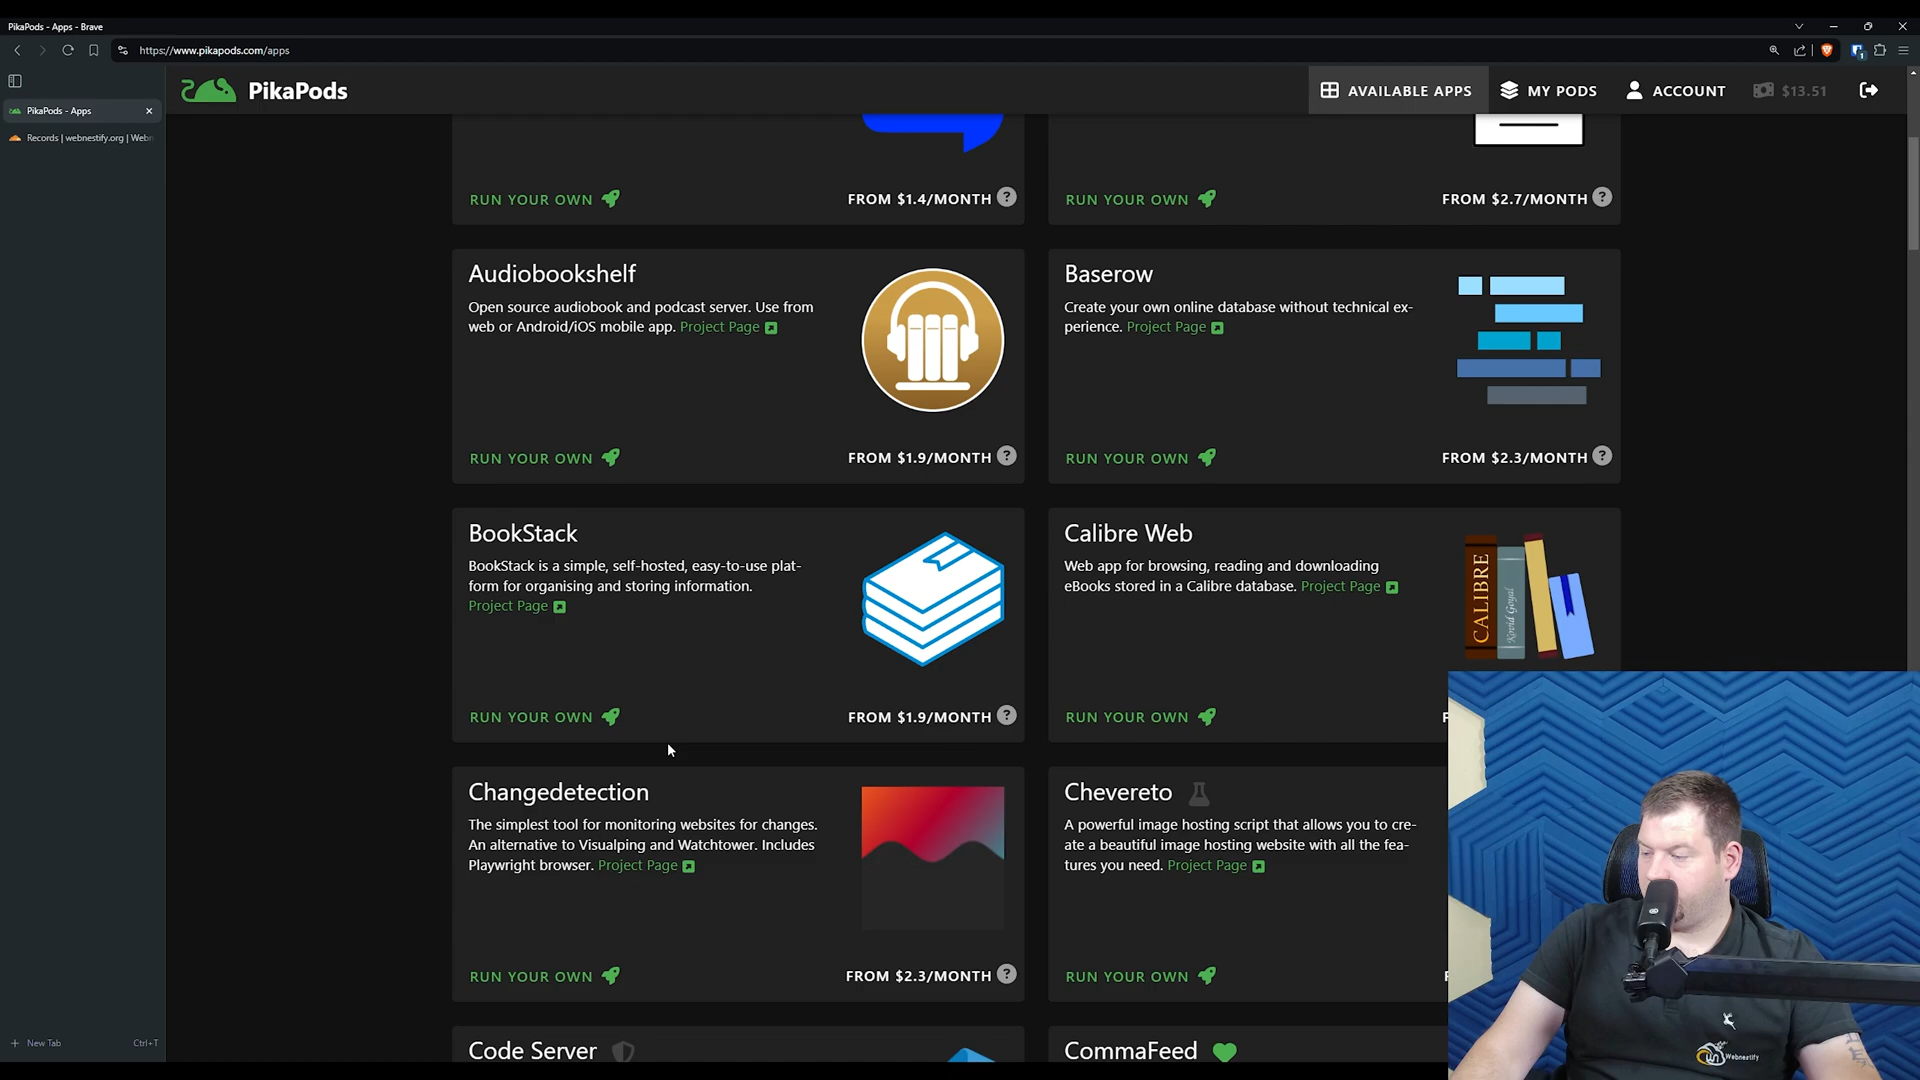 PikaPods - Apps - Brave
https://www.pikapods.com/apps
PikaPods - Apps
Records | webnestify.org | Webn
New Tab
Ctrl+T
PikaPods
AVAILABLE APPS
MY PODS
ACCOUNT
$13.51
RUN YOUR OWN
FROM $1.4/MONTH ?
RUN YOUR OWN
FROM $2.7/MONTH ?
Audiobookshelf
Open source audiobook and podcast server. Use from
web or Android/iOS mobile app. Project Page
RUN YOUR OWN
FROM $1.9/MONTH ?
Baserow
Create your own online database without technical ex-
perience. Project Page
RUN YOUR OWN
FROM $2.3/MONTH ?
BookStack
BookStack is a simple, self-hosted, easy-to-use plat-
form for organising and storing information.
Project Page
RUN YOUR OWN
FROM $1.9/MONTH ?
Calibre Web
Web app for browsing, reading and downloading
eBooks stored in a Calibre database. Project Page
CALIBRE
Kovid Goyal
RUN YOUR OWN
F
Changedetection
The simplest tool for monitoring websites for changes.
An alternative to Visualping and Watchtower. Includes
Playwright browser. Project Page
RUN YOUR OWN
FROM $2.3/MONTH ?
Chevereto
A powerful image hosting script that allows you to cre-
ate a beautiful image hosting website with all the fea-
tures you need. Project Page
RUN YOUR OWN
F
Code Server
CommaFeed
Webnestify